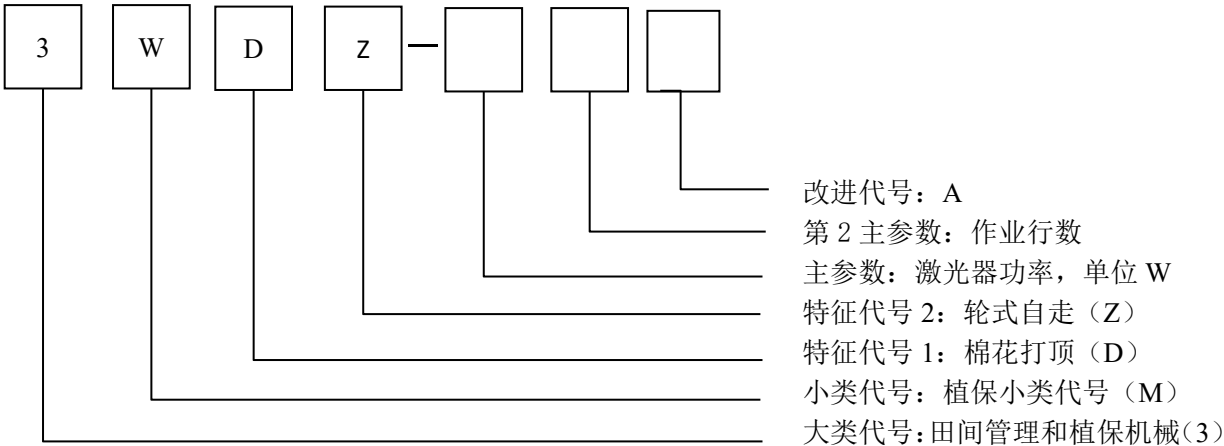 3 W D Z —
改进代号：A
第 2 主参数：作业行数
主参数：激光器功率，单位 W
特征代号 2：轮式自走（Z）
特征代号 1：棉花打顶（D）
小类代号：植保小类代号（M）
大类代号：田间管理和植保机械（3）